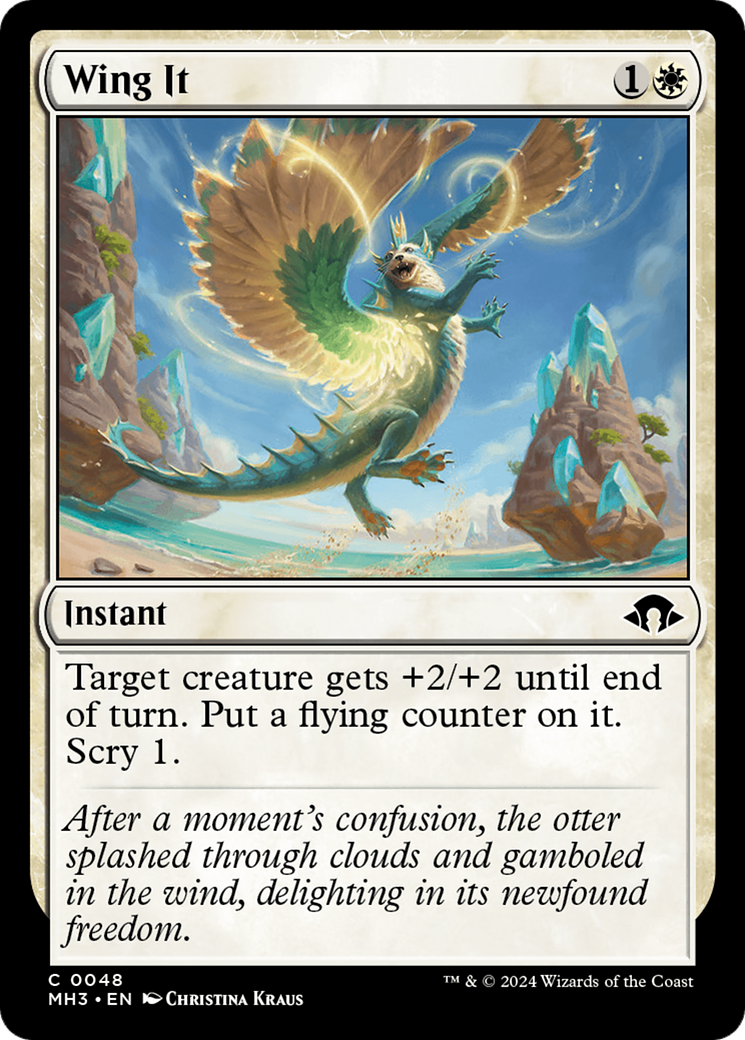 Wing It 1
Instant
Target creature gets +2/+2 until end
of turn. Put a flying counter on it.
Scry 1.
After a moment's confusion, the otter
splashed through clouds and gamboled
in the wind, delighting in its newfound
freedom.
C 0048 ™ & © 2024 Wizards of the Coast
MH3 • EN Christina Kraus